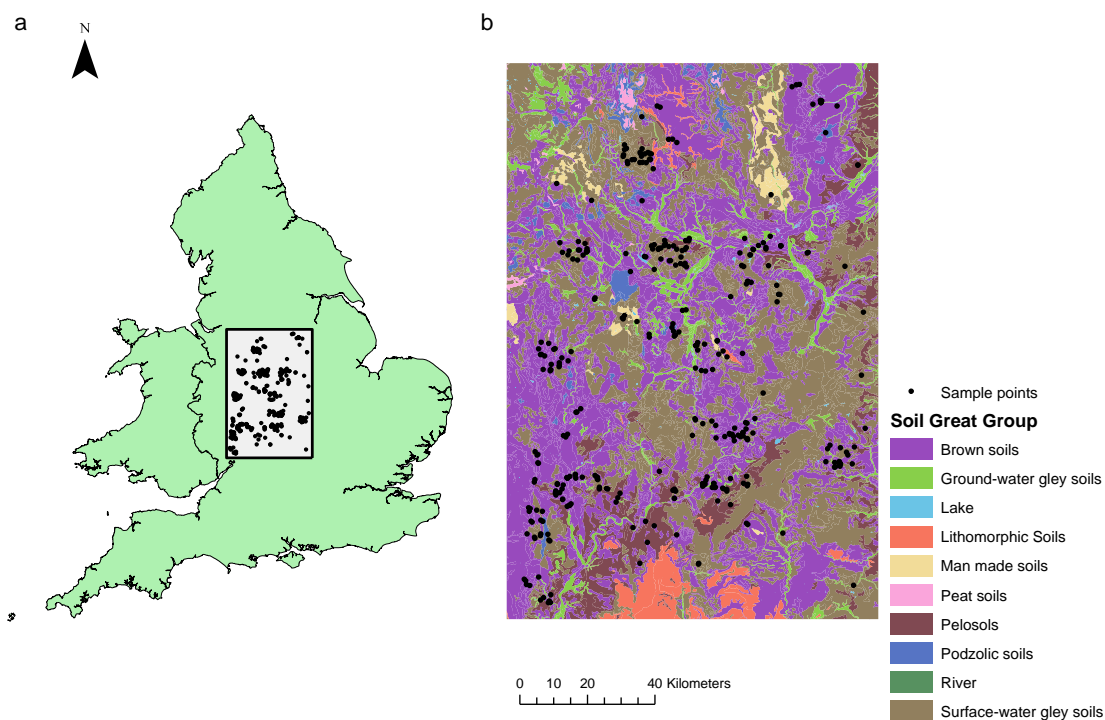 a
N
b
Sample points
Soil Great Group
Brown soils
Ground-water gley soils
Lake
Lithomorphic Soils
Man made soils
Peat soils
Pelosols
Podzolic soils
River
Surface-water gley soils
0 10 20 40 Kilometers